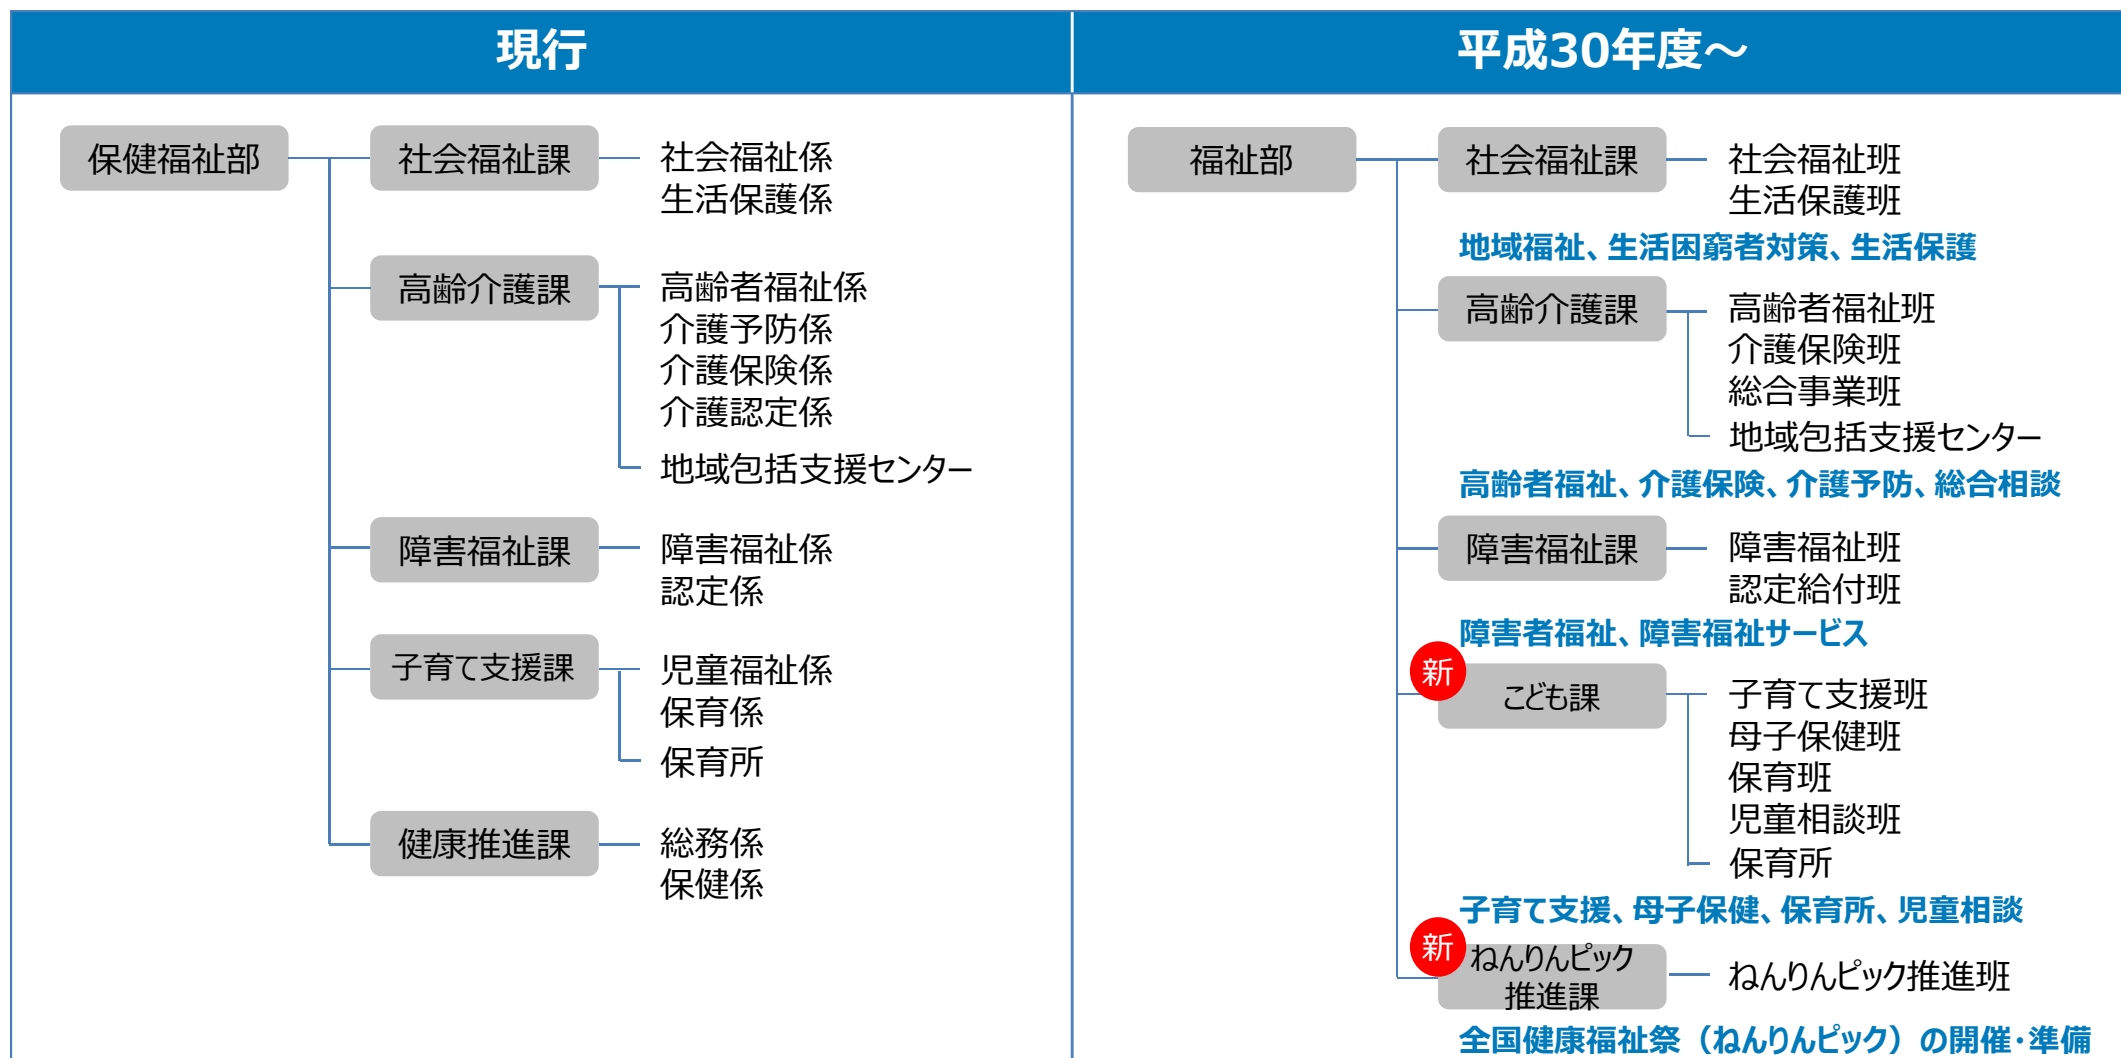 現行
保健福祉部
社会福祉課
社会福祉係
生活保護係
高齢介護課
高齢者福祉係
介護予防係
介護保険係
介護認定係
地域包括支援センター
障害福祉課
障害福祉係
認定係
子育て支援課
児童福祉係
保育係
保育所
健康推進課
総務係
保健係
平成30年度～
福祉部
社会福祉課
社会福祉班
生活保護班
地域福祉、生活困窮者対策、生活保護
高齢介護課
高齢者福祉班
介護保険班
総合事業班
地域包括支援センター
高齢者福祉、介護保険、介護予防、総合相談
障害福祉課
障害福祉班
認定給付班
障害者福祉、障害福祉サービス
新
こども課
子育て支援班
母子保健班
保育班
児童相談班
保育所
子育て支援、母子保健、保育所、児童相談
新
ねんりんピック
推進課
ねんりんピック推進班
全国健康福祉祭（ねんりんピック）の開催・準備